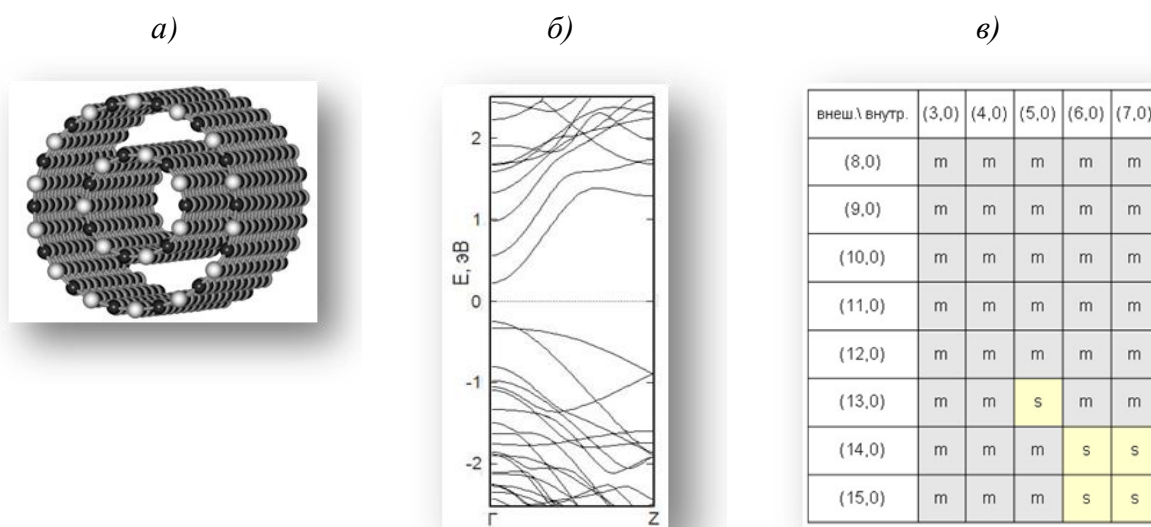 а)
б)
в)
E, эВ
2
1
0
-1
-2
Γ Z
внеш.\ внутр. (3,0) (4,0) (5,0) (6,0) (7,0)
(8,0) m m m m m
(9,0) m m m m m
(10,0) m m m m m
(11,0) m m m m m
(12,0) m m m m m
(13,0) m m s m m
(14,0) m m m s s
(15,0) m m m s s